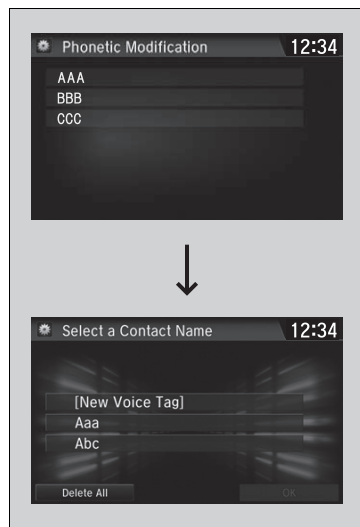 Phonetic Modification 12:34
AAA
BBB
CCC
Select a Contact Name 12:34
[New Voice Tag]
Aaa
Abc
Delete All OK